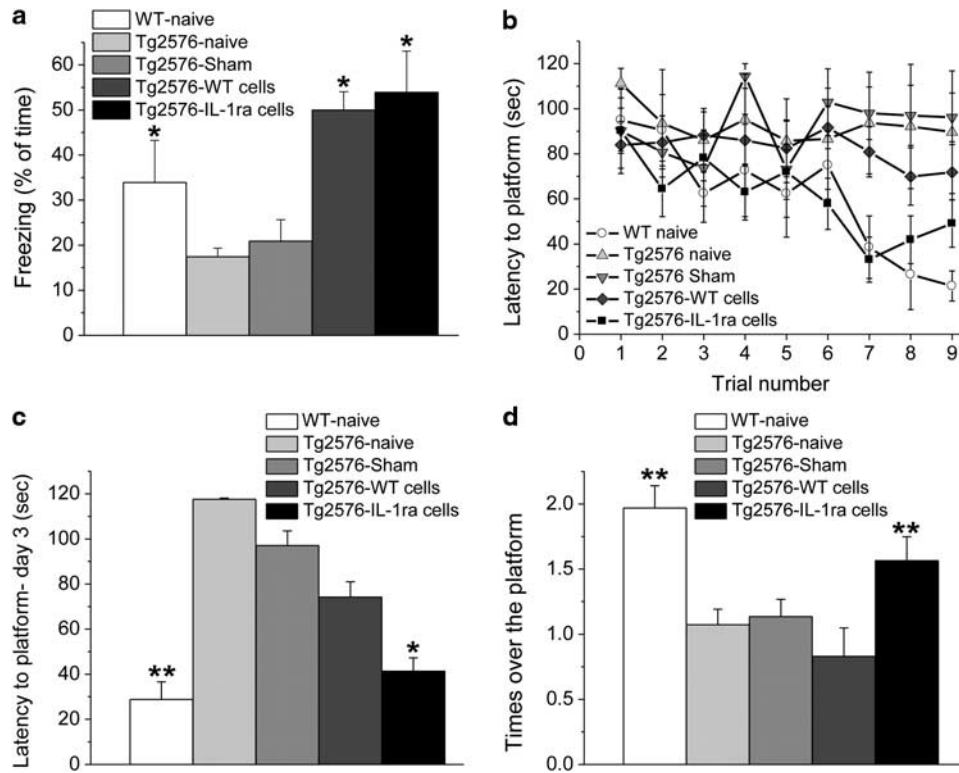 a
WT-naive
Tg2576-naive
Tg2576-Sham
Tg2576-WT cells
Tg2576-IL-1ra cells
Freezing (% of time)
60
50
40
30
20
10
0
*
*
*
b
Latency to platform (sec)
120
100
80
60
40
20
0
WT naive
Tg2576 naive
Tg2576 Sham
Tg2576-WT cells
Tg2576-IL-1ra cells
1 2 3 4 5 6 7 8 9
Trial number
c
WT-naive
Tg2576-naive
Tg2576-Sham
Tg2576-WT cells
Tg2576-IL-1ra cells
Latency to platform- day 3 (sec)
120
100
80
60
40
20
0
**
*
d
WT-naive
Tg2576-naive
Tg2576-Sham
Tg2576-WT cells
Tg2576-IL-1ra cells
Times over the platform
2.0
1.5
1.0
0.5
0.0
**
**